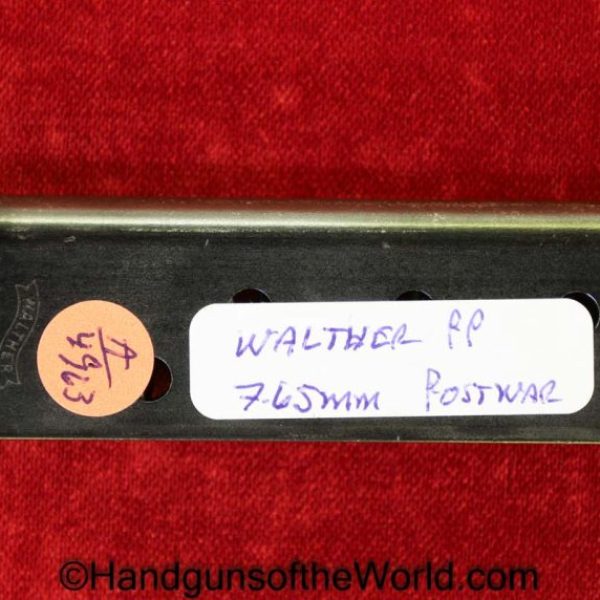 WALTHER
A
4963
WALTHER PP
7.65mm POSTWAR
©HandgunsoftheWorld.com